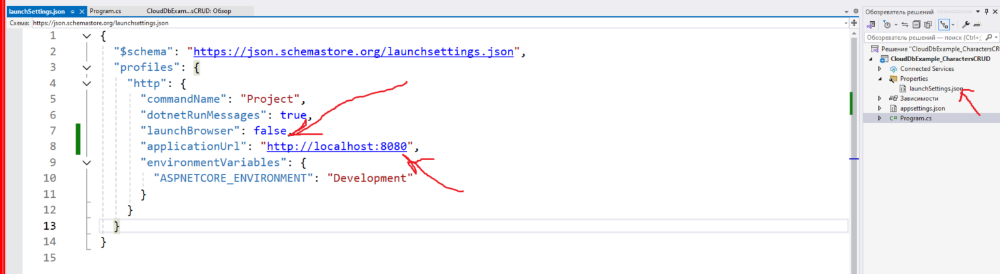 launchSettings.json
Program.cs
CloudDbExam...sCRUD: Обзор
Схема: https://json.schemastore.org/launchsettings.json
1 {
2 "$schema": "https://json.schemastore.org/launchsettings.json",
3 "profiles": {
4 "http": {
5 "commandName": "Project",
6 "dotnetRunMessages": true,
7 "launchBrowser": false,
8 "applicationUrl": "http://localhost:8080",
9 "environmentVariables": {
10 "ASPNETCORE_ENVIRONMENT": "Development"
11 }
12 }
13 }
14 }
15
Обозреватель решений
Обозреватель решений — поиск (Ctrl+;
Решение "CloudDbExample_CharactersCR
CloudDbExample_CharactersCRUD
Connected Services
Properties
launchSettings.json
Зависимости
appsettings.json
C# Program.cs